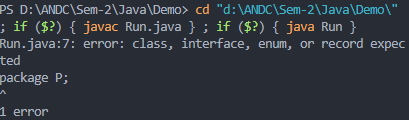 PS D:\ANDC\Sem-2\Java\Demo> cd "d:\ANDC\Sem-2\Java\Demo\"
; if ($?) { javac Run.java } ; if ($?) { java Run }
Run.java:7: error: class, interface, enum, or record expec
ted
package P;
^
1 error